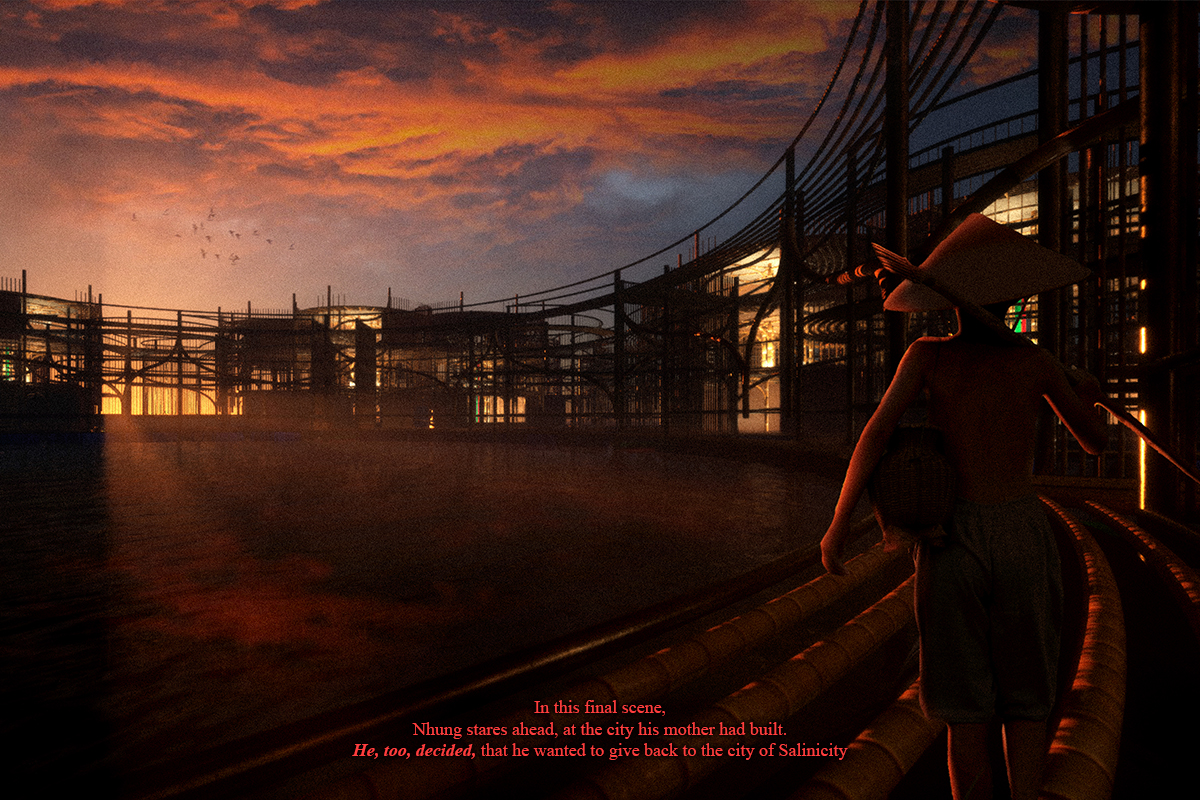 In this final scene,
Nhung stares ahead, at the city his mother had built.
He, too, decided, that he wanted to give back to the city of Salinicity